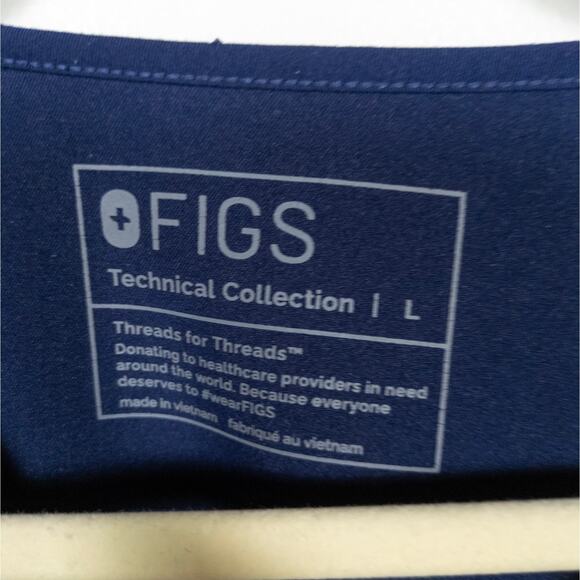 FIGS
Technical Collection | L
Threads for Threads™
Donating to healthcare providers in need
around the world. Because everyone
deserves to #wearFIGS
made in vietnam fabriqué au vietnam